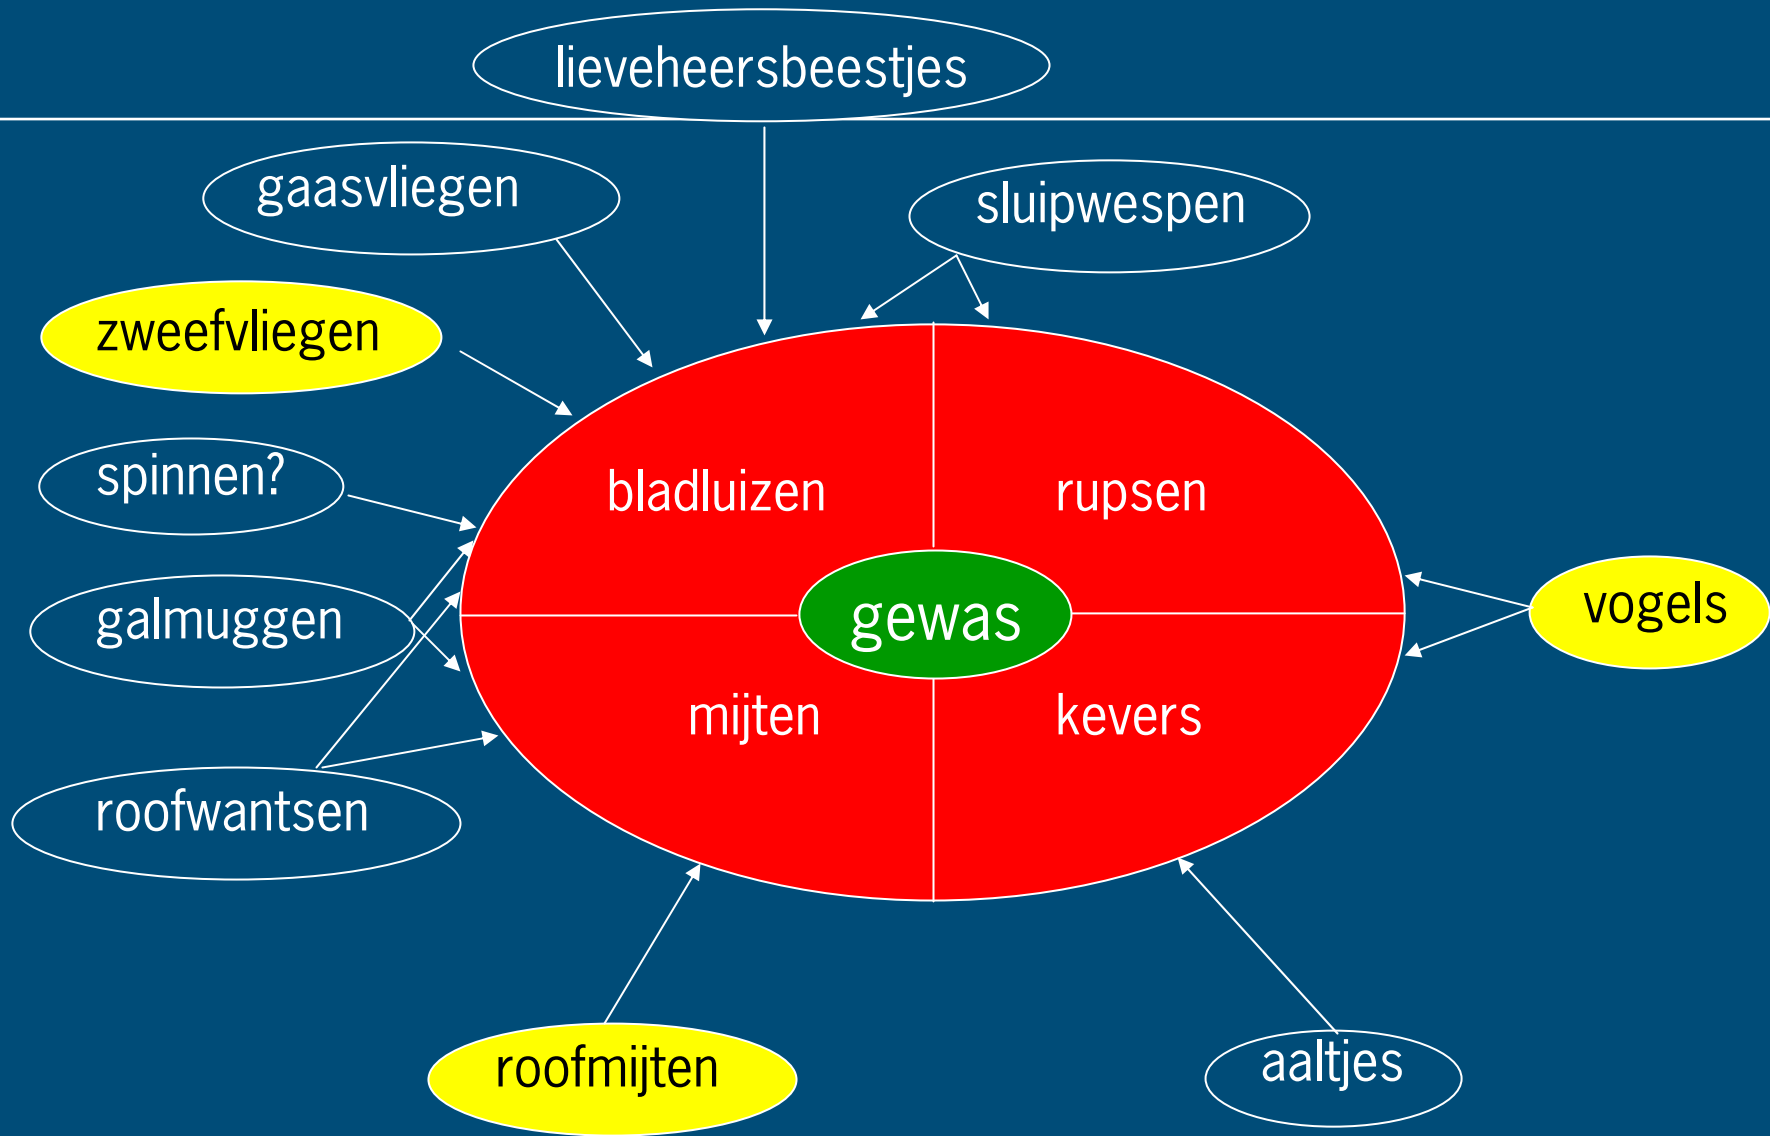 lieveheersbeestjes
gaasvliegen
sluipwespen
zweefvliegen
spinnen?
bladluizen
rupsen
galmuggen
gewas
vogels
mijten
kevers
roofwantsen
roofmijten
aaltjes